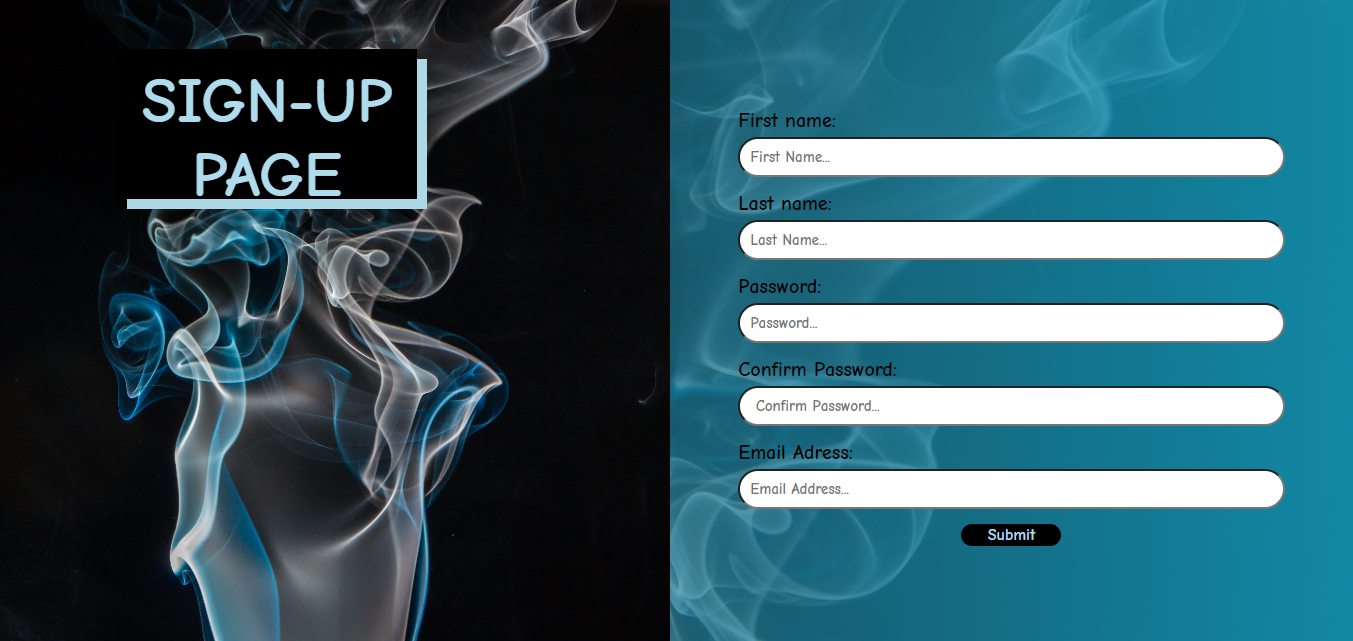 SIGN-UP
PAGE
First name:
First Name...
Last name:
Last Name...
Password:
Password...
Confirm Password:
Confirm Password...
Email Adress:
Email Address...
Submit